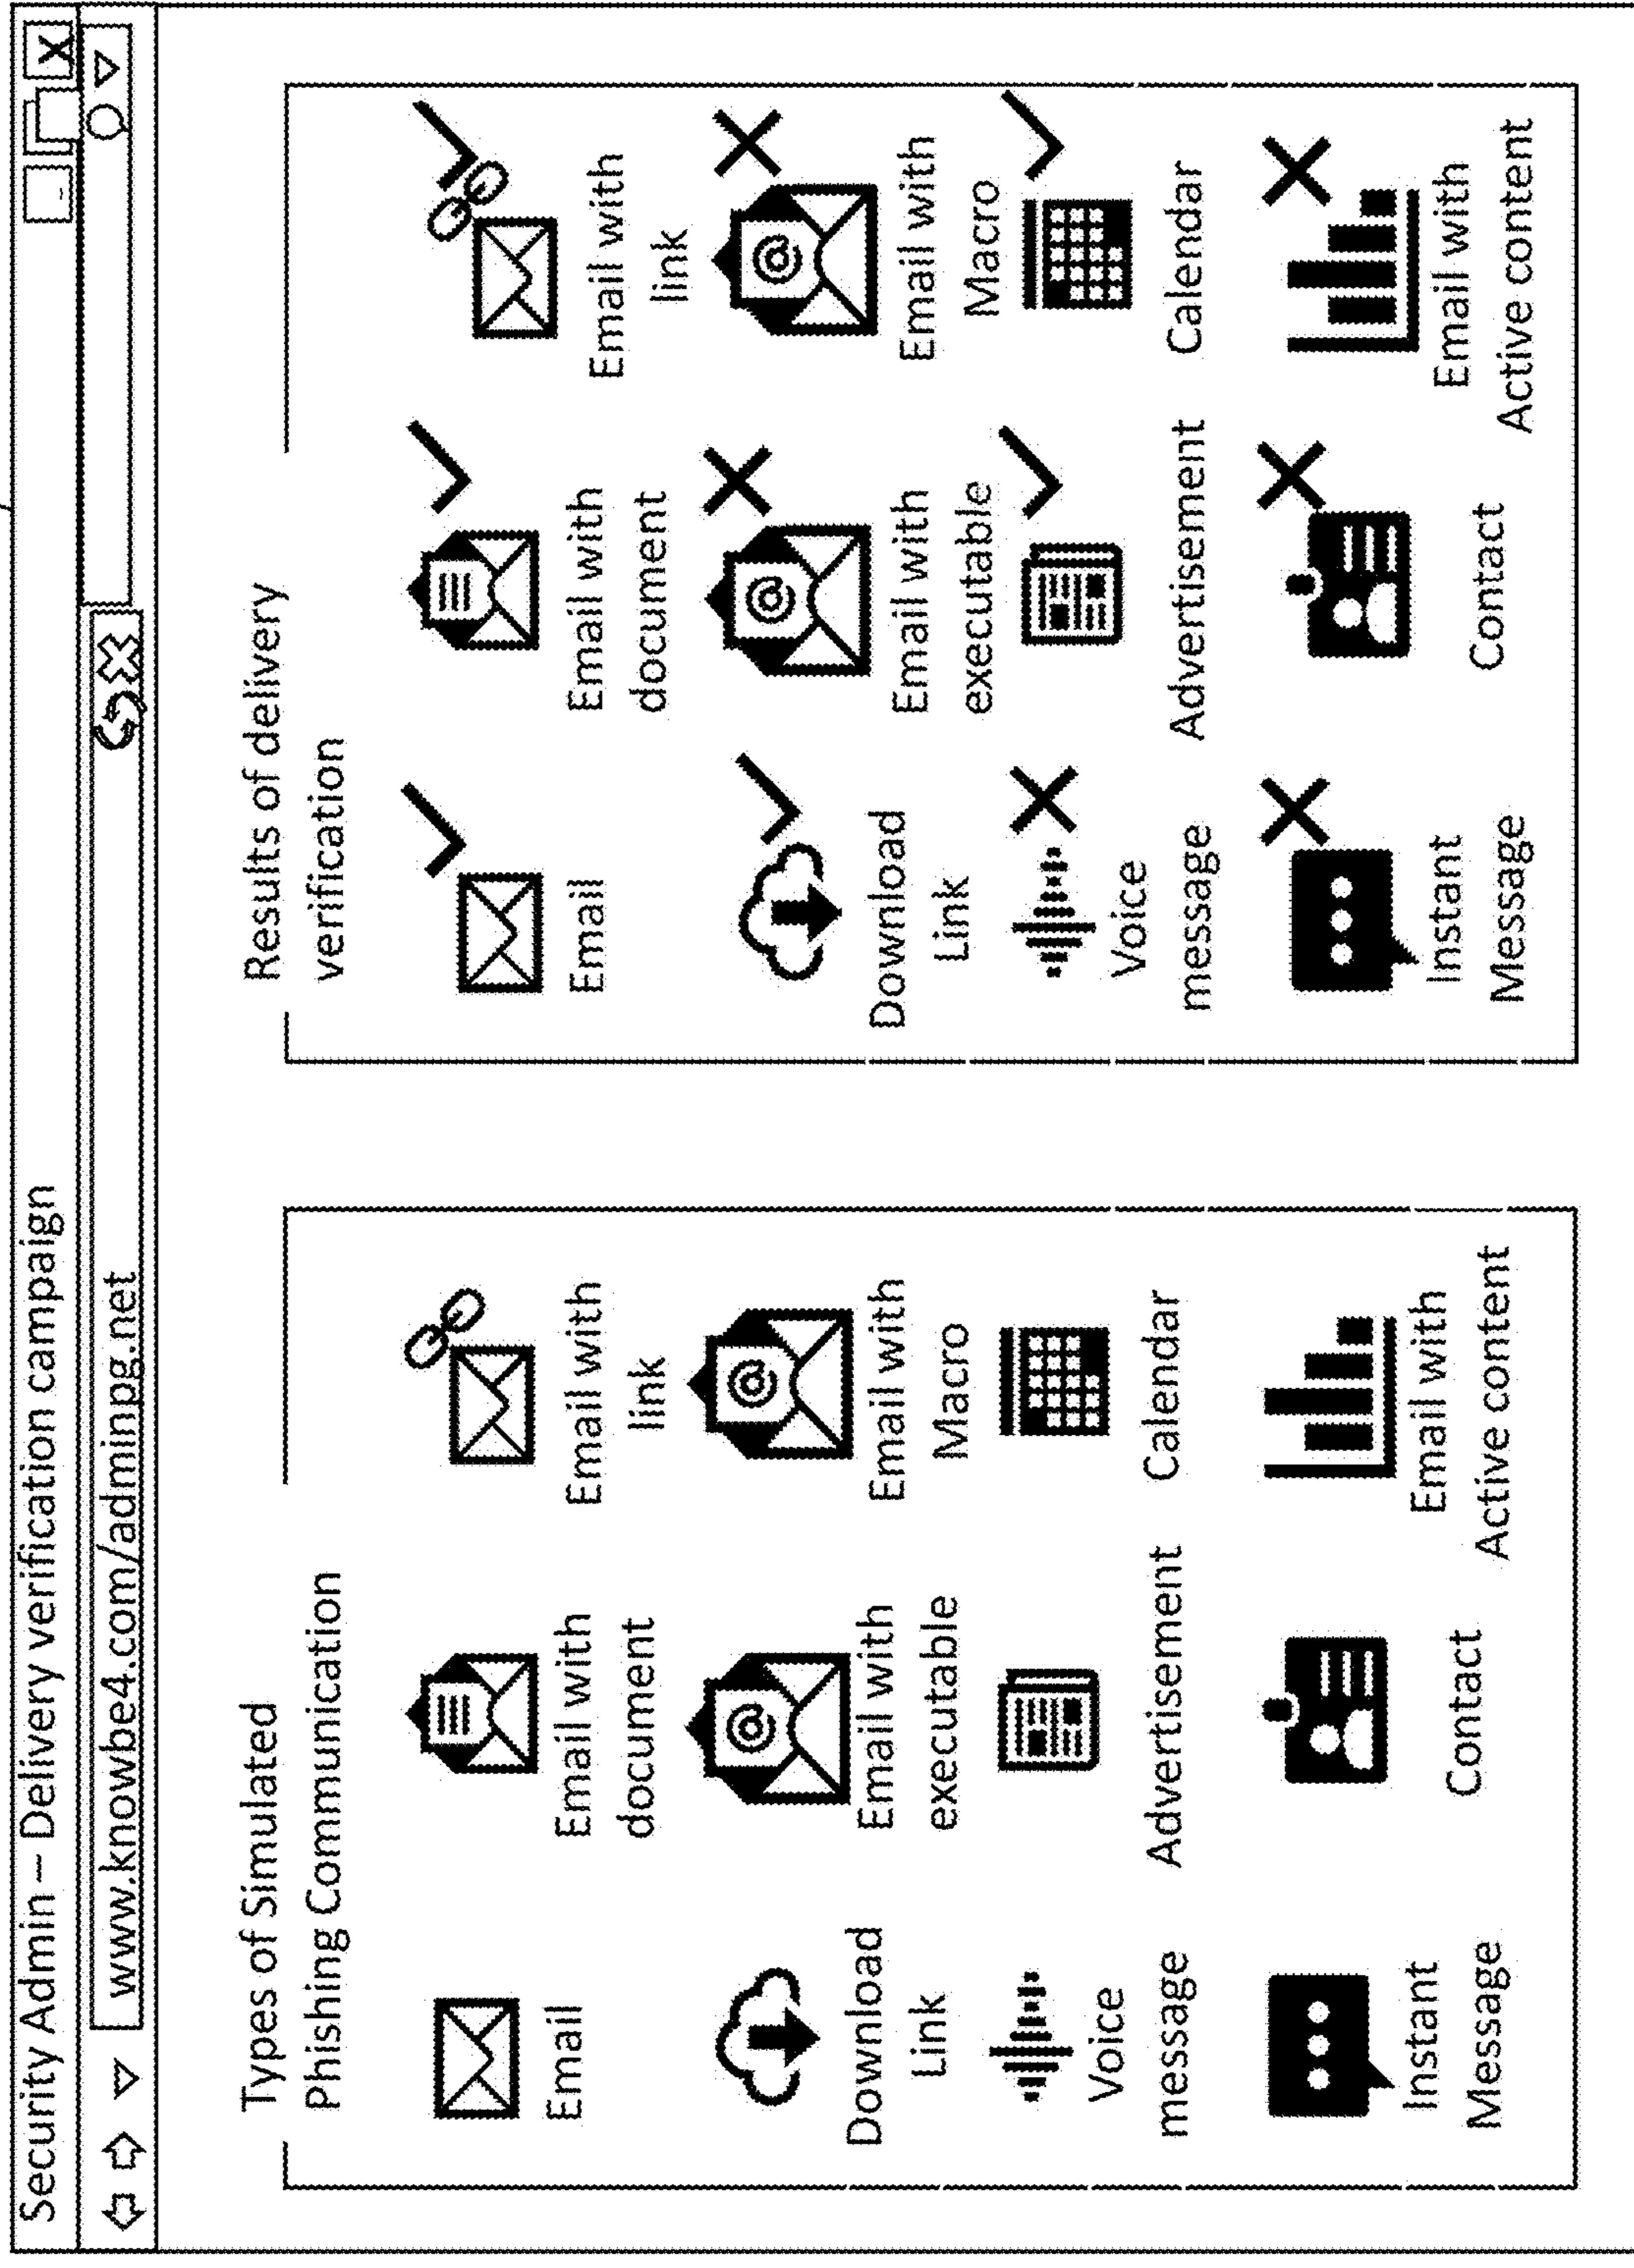 Security Admin – Delivery verification campaign
www.knowbe4.com/adminpg.net
Types of Simulated
Phishing Communication
Email
Email with
document
Email with
link
Download
Link
Email with
executable
Email with
Macro
Voice
message
Advertisement
Calendar
Instant
Message
Contact
Email with
Active content
Results of delivery
verification
Email
Email with
document
Email with
link
Download
Link
Email with
executable
Email with
Macro
Voice
message
Advertisement
Calendar
Instant
Message
Contact
Email with
Active content